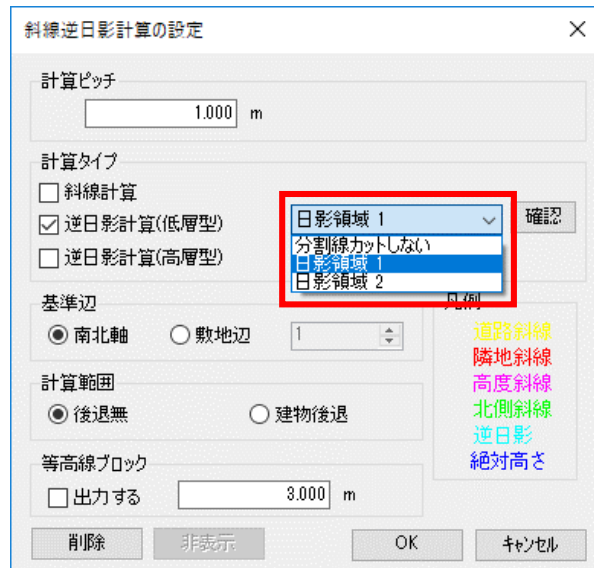 斜線逆日影計算の設定
計算ピッチ
1.000 m
計算タイプ
斜線計算
逆日影計算(低層型)
日影領域 1
確認
分割線カットしない
日影領域 1
日影領域 2
逆日影計算(高層型)
基準辺
南北軸
敷地辺
1
凡例
道路斜線
隣地斜線
高度斜線
北側斜線
逆日影
絶対高さ
計算範囲
後退無
建物後退
等高線ブロック
出力する
3.000 m
削除
非表示
OK
キャンセル